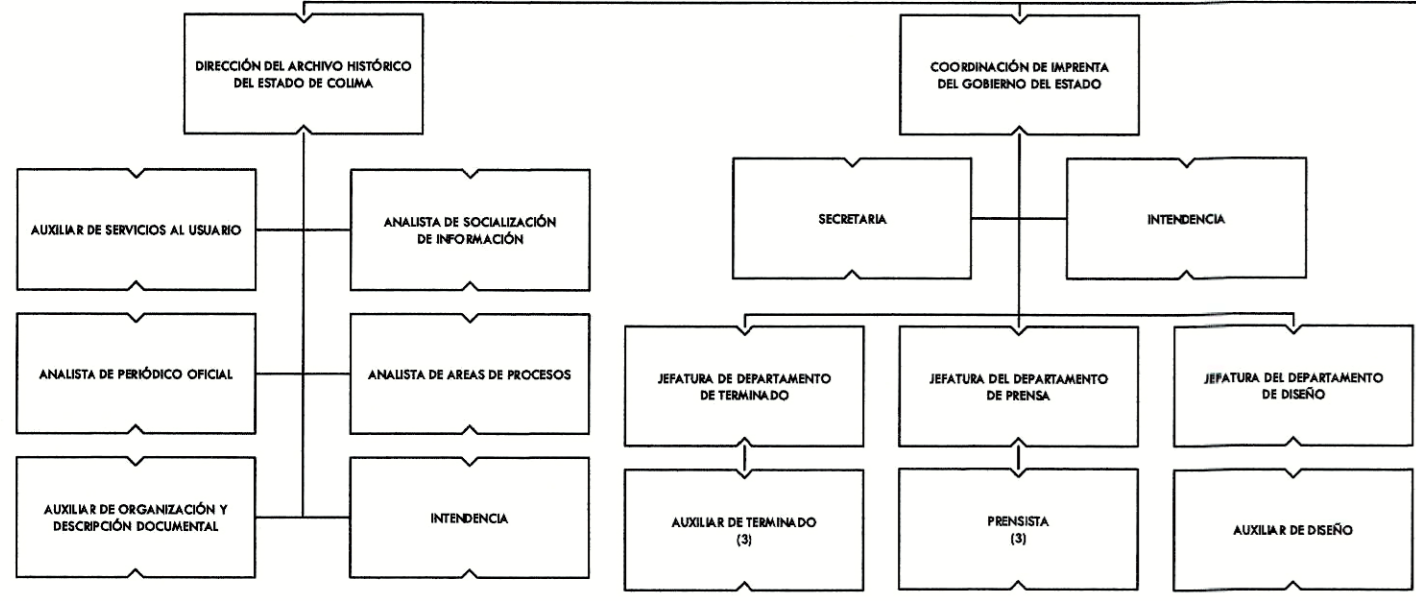 DIRECCIÓN DEL ARCHIVO HISTÓRICO
DEL ESTADO DE COLIMA
COORDINACIÓN DE IMPRENTA
DEL GOBIERNO DEL ESTADO
AUXILIAR DE SERVICIOS AL USUARIO
ANALISTA DE SOCIALIZACIÓN
DE INFORMACIÓN
SECRETARIA
INTENDENCIA
ANALISTA DE PERIÓDICO OFICIAL
ANALISTA DE AREAS DE PROCESOS
JEFATURA DE DEPARTAMENTO
DE TERMINADO
JEFATURA DEL DEPARTAMENTO
DE PRENSA
JEFATURA DEL DEPARTAMENTO
DE DISEÑO
AUXILIAR DE ORGANIZACIÓN Y
DESCRIPCIÓN DOCUMENTAL
INTENDENCIA
AUXILIAR DE TERMINADO
(3)
PRENSISTA
(3)
AUXILIAR DE DISEÑO